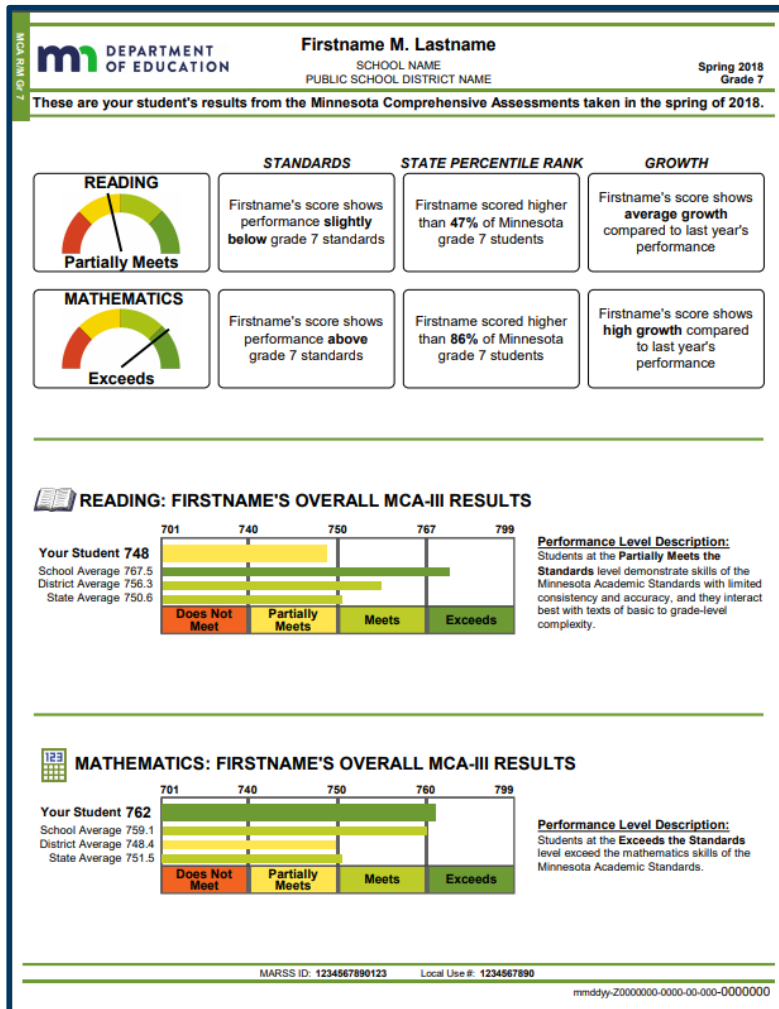 MCA R/M Gr 7
mn DEPARTMENT
OF EDUCATION
Firstname M. Lastname
SCHOOL NAME
PUBLIC SCHOOL DISTRICT NAME
Spring 2018
Grade 7
These are your student's results from the Minnesota Comprehensive Assessments taken in the spring of 2018.
STANDARDS
STATE PERCENTILE RANK
GROWTH
READING
Partially Meets
Firstname's score shows
performance slightly
below grade 7 standards
Firstname scored higher
than 47% of Minnesota
grade 7 students
Firstname's score shows
average growth
compared to last year's
performance
MATHEMATICS
Exceeds
Firstname's score shows
performance above
grade 7 standards
Firstname scored higher
than 86% of Minnesota
grade 7 students
Firstname's score shows
high growth compared
to last year's
performance
READING: FIRSTNAME'S OVERALL MCA-III RESULTS
701 740 750 767 799
Your Student 748
School Average 767.5
District Average 756.3
State Average 750.6
Does Not Meet Partially Meets Meets Exceeds
Performance Level Description:
Students at the Partially Meets the
Standards level demonstrate skills of the
Minnesota Academic Standards with limited
consistency and accuracy, and they interact
best with texts of basic to grade-level
complexity.
123
MATHEMATICS: FIRSTNAME'S OVERALL MCA-III RESULTS
701 740 750 760 799
Your Student 762
School Average 759.1
District Average 748.4
State Average 751.5
Does Not Meet Partially Meets Meets Exceeds
Performance Level Description:
Students at the Exceeds the Standards
level exceed the mathematics skills of the
Minnesota Academic Standards.
MARSS ID: 1234567890123 Local Use #: 1234567890
mmddyy-Z0000000-0000-00-000-0000000